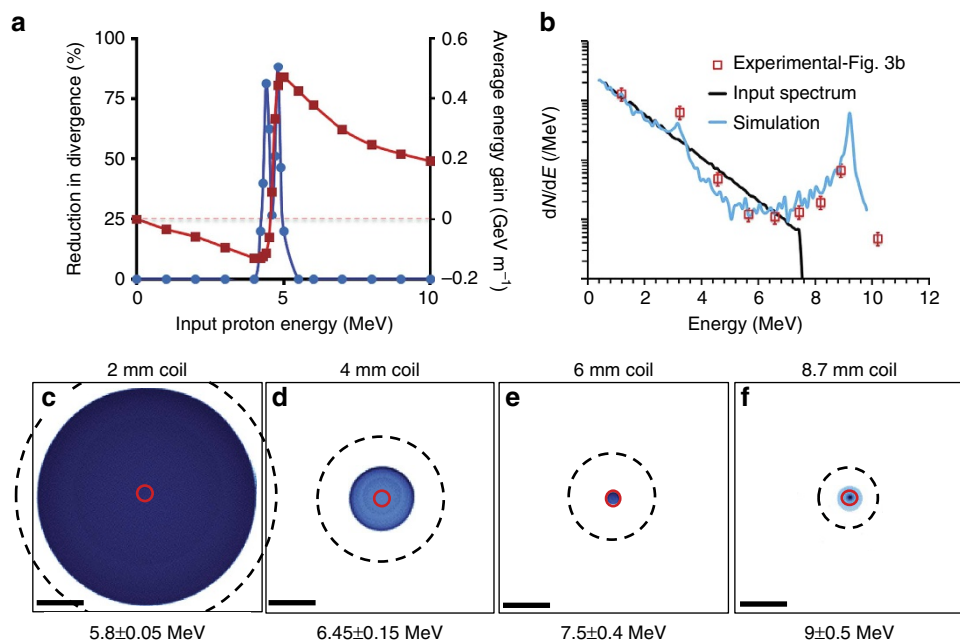 a
100
75
50
25
0
Reduction in divergence (%)
0.6
0.4
0.2
0
−0.2
Average energy gain (GeV m⁻¹)
0
5
10
Input proton energy (MeV)
b
Experimental-Fig. 3b
Input spectrum
Simulation
dN/dE (/MeV)
0
2
4
6
8
10
12
Energy (MeV)
2 mm coil
4 mm coil
6 mm coil
8.7 mm coil
c
d
e
f
5.8±0.05 MeV
6.45±0.15 MeV
7.5±0.4 MeV
9±0.5 MeV